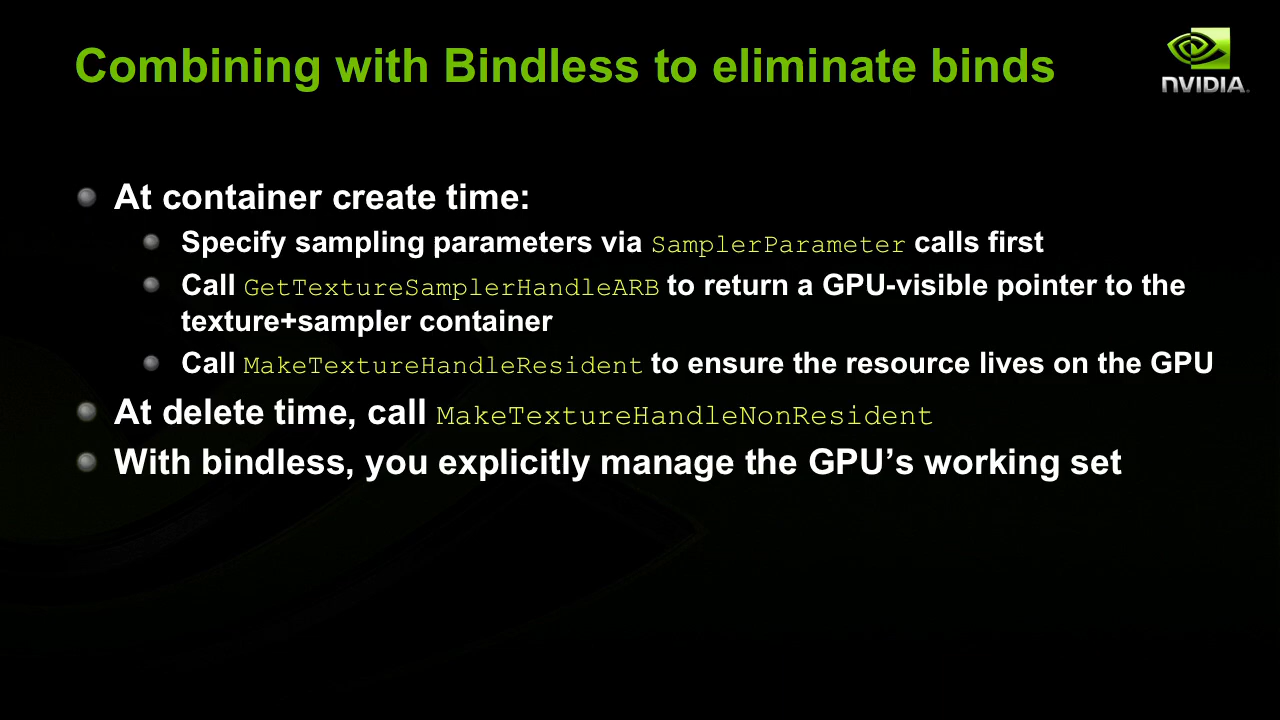 Combining with Bindless to eliminate binds
NVIDIA
At container create time:
Specify sampling parameters via SamplerParameter calls first
Call GetTextureSamplerHandleARB to return a GPU-visible pointer to the
texture+sampler container
Call MakeTextureHandleResident to ensure the resource lives on the GPU
At delete time, call MakeTextureHandleNonResident
With bindless, you explicitly manage the GPU’s working set